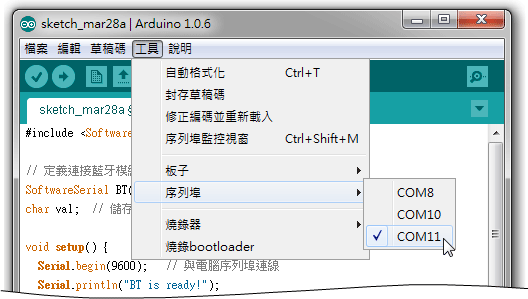 sketch_mar28a | Arduino 1.0.6
檔案 編輯 草稿碼 工具 說明
sketch_mar28a §
自動格式化 Ctrl+T
封存草稿碼
修正編碼並重新載入
序列埠監控視窗 Ctrl+Shift+M
板子
序列埠
COM8
COM10
COM11
燒錄器
燒錄bootloader
#include <Softwar
// 定義連接藍牙模
SoftwareSerial BT(
char val; // 儲存
void setup() {
Serial.begin(9600); // 與電腦序列埠連線
Serial.println("BT is ready!");